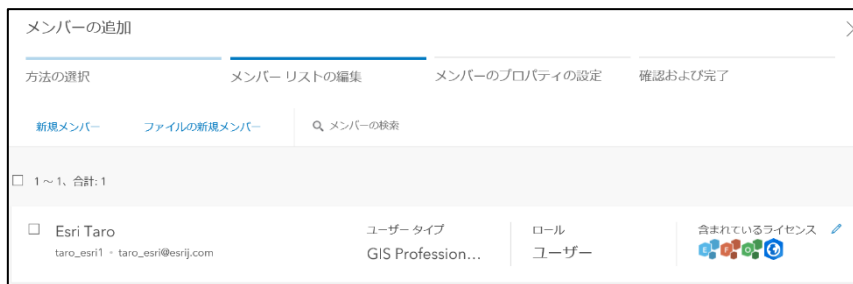 メンバーの追加
方法の選択
メンバー リストの編集
メンバーのプロパティの設定
確認および完了
新規メンバー
ファイルの新規メンバー
メンバーの検索
1～1、合計: 1
Esri Taro
ユーザー タイプ
ロール
含まれているライセンス
taro_esri1・taro_esri@esrij.com
GIS Profession...
ユーザー
E F O